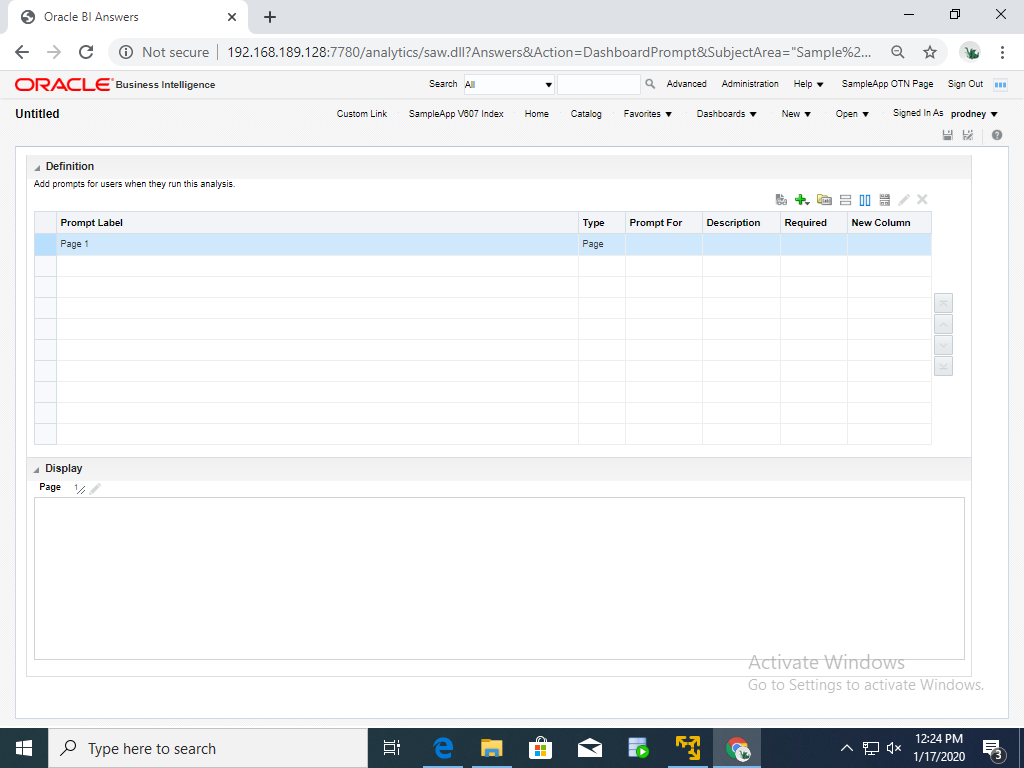 Oracle BI Answers
Not secure 192.168.189.128:7780/analytics/saw.dll?Answers&Action=DashboardPrompt&SubjectArea="Sample%2...
ORACLE Business Intelligence Search All Advanced Administration Help SampleApp OTN Page Sign Out
Untitled Custom Link SampleApp V607 Index Home Catalog Favorites Dashboards New Open Signed In As prodney
Definition
Add prompts for users when they run this analysis.
Prompt Label Type Prompt For Description Required New Column
Page 1 Page
Display
Page 1
Activate Windows
Go to Settings to activate Windows.
Type here to search
12:24 PM
1/17/2020
3